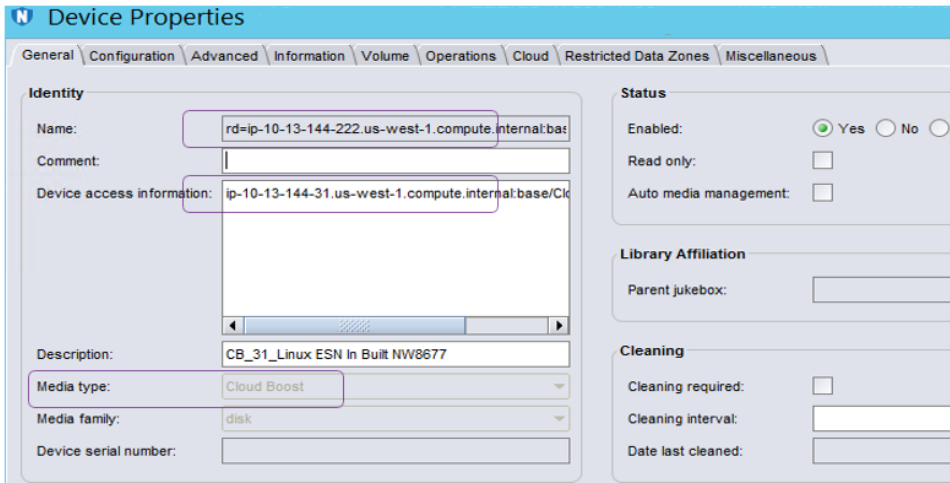 N Device Properties
General Configuration Advanced Information Volume Operations Cloud Restricted Data Zones Miscellaneous
Identity
Name: rd=ip-10-13-144-222.us-west-1.compute.internal:bas
Comment:
Device access information: ip-10-13-144-31.us-west-1.compute.internal:base/Clo
Description: CB_31_Linux ESN In Built NW8677
Media type: Cloud Boost
Media family: disk
Device serial number:
Status
Enabled: Yes No
Read only:
Auto media management:
Library Affiliation
Parent jukebox:
Cleaning
Cleaning required:
Cleaning interval:
Date last cleaned: